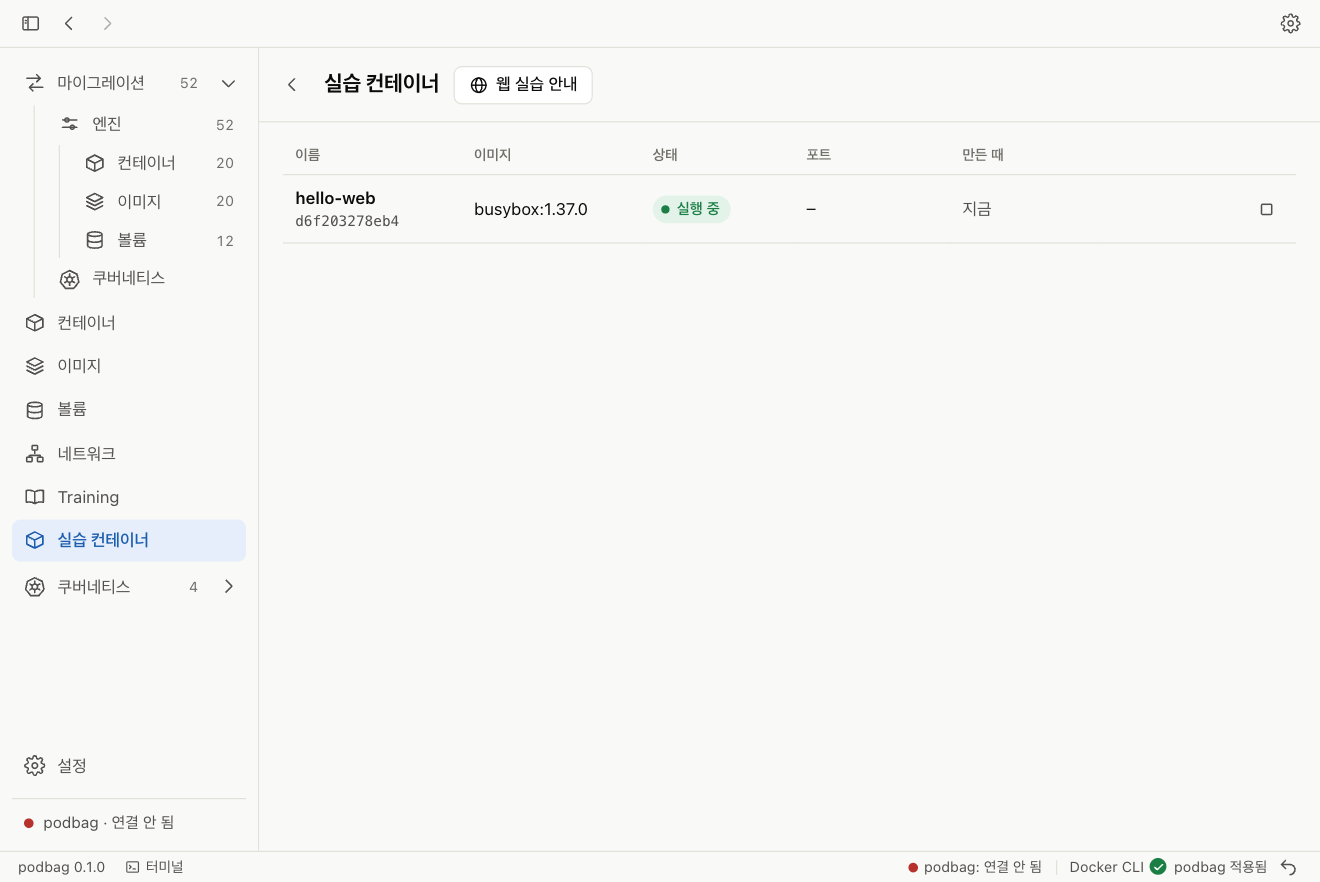 마이그레이션 52
엔진 52
컨테이너 20
이미지 20
볼륨 12
쿠버네티스
컨테이너
이미지
볼륨
네트워크
Training
실습 컨테이너
쿠버네티스 4
설정
podbag · 연결 안 됨
실습 컨테이너 웹 실습 안내
이름 이미지 상태 포트 만든 때
hello-web
d6f203278eb4
busybox:1.37.0 실행 중 – 지금
podbag 0.1.0 터미널 podbag: 연결 안 됨 Docker CLI podbag 적용됨